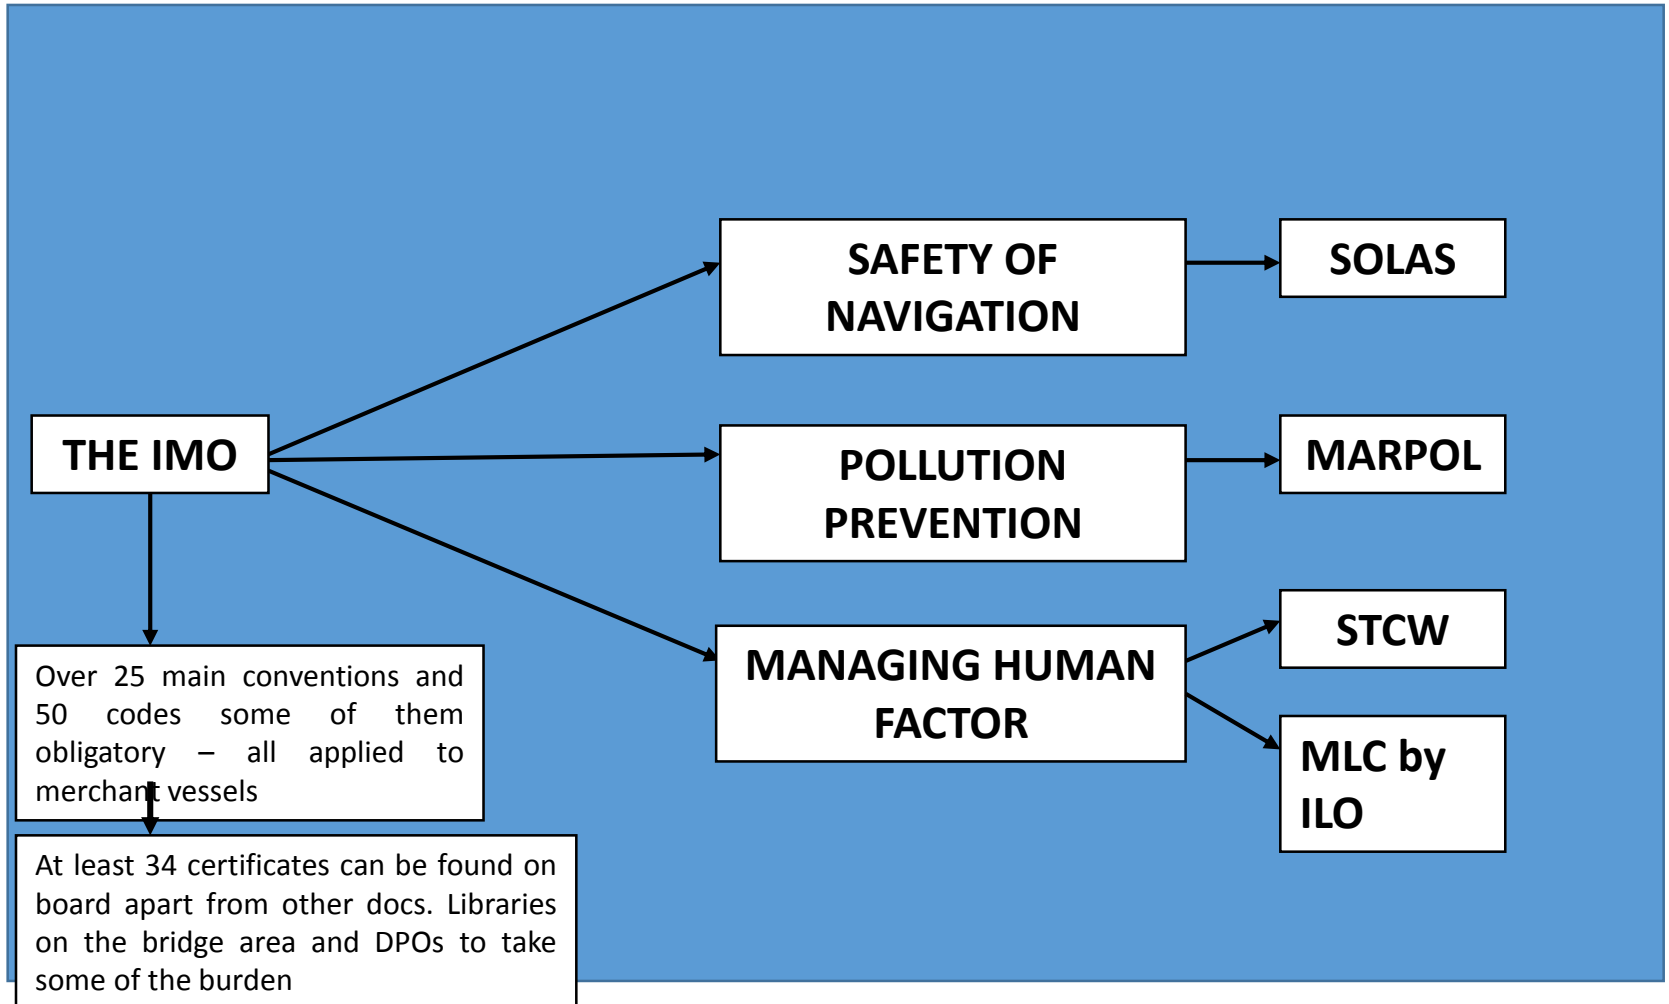 SAFETY OF
NAVIGATION
SOLAS
THE IMO
POLLUTION
PREVENTION
MARPOL
MANAGING HUMAN
FACTOR
STCW
MLC by
ILO
Over 25 main conventions and
50 codes some of them
obligatory – all applied to
merchant vessels
At least 34 certificates can be found on
board apart from other docs. Libraries
on the bridge area and DPOs to take
some of the burden